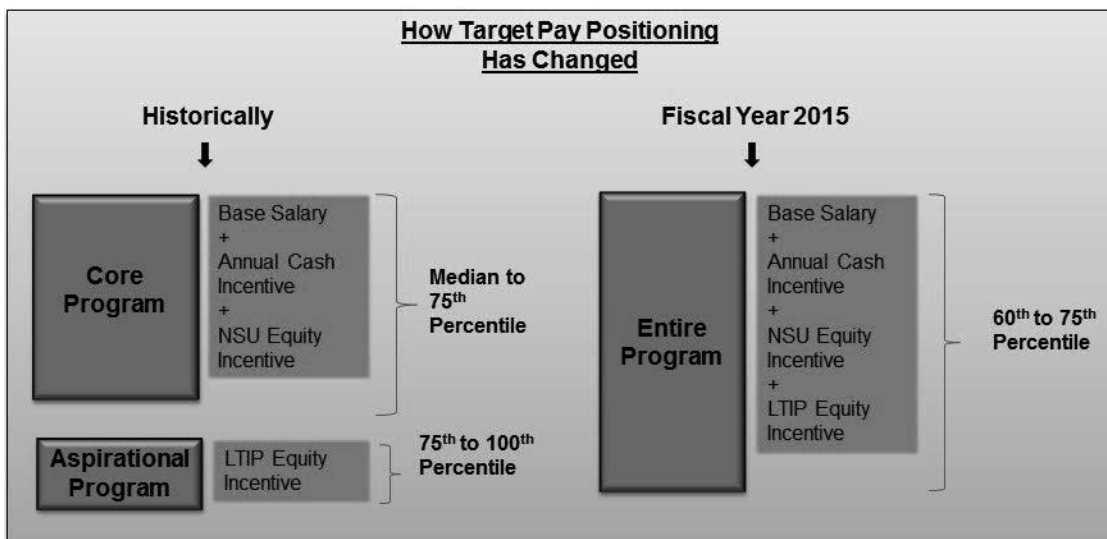 How Target Pay Positioning
Has Changed
Historically
Core
Program
Base Salary
+
Annual Cash
Incentive
+
NSU Equity
Incentive
Median to
75th
Percentile
Aspirational
Program
LTIP Equity
Incentive
75th to 100th
Percentile
Fiscal Year 2015
Entire
Program
Base Salary
+
Annual Cash
Incentive
+
NSU Equity
Incentive
+
LTIP Equity
Incentive
60th to 75th
Percentile